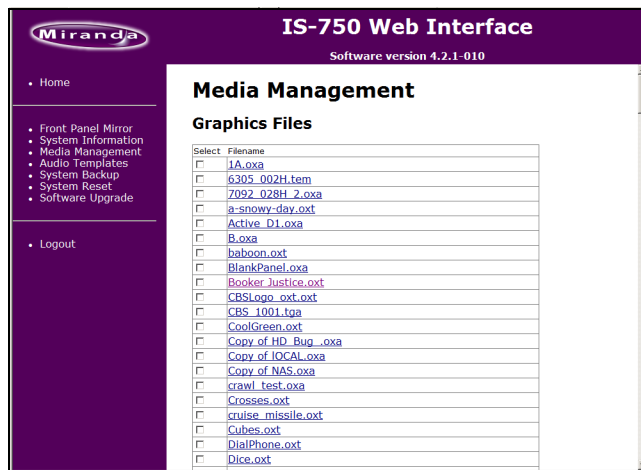 Miranda
IS-750 Web Interface
Software version 4.2.1-010
Home
Front Panel Mirror
System Information
Media Management
Audio Templates
System Backup
System Reset
Software Upgrade
Logout
Media Management
Graphics Files
Select Filename
1A.oxa
6305_002H.tem
7092_028H_2.oxa
a-snowy-day.oxt
Active_D1.oxa
B.oxa
baboon.oxt
BlankPanel.oxa
Booker Justice.oxt
CBSLogo_oxt.oxt
CBS_1001.tga
CoolGreen.oxt
Copy of HD_Bug_.oxa
Copy of lOCAL.oxa
Copy of NAS.oxa
crawl_test.oxa
Crosses.oxt
cruise_missile.oxt
Cubes.oxt
DialPhone.oxt
Dice.oxt